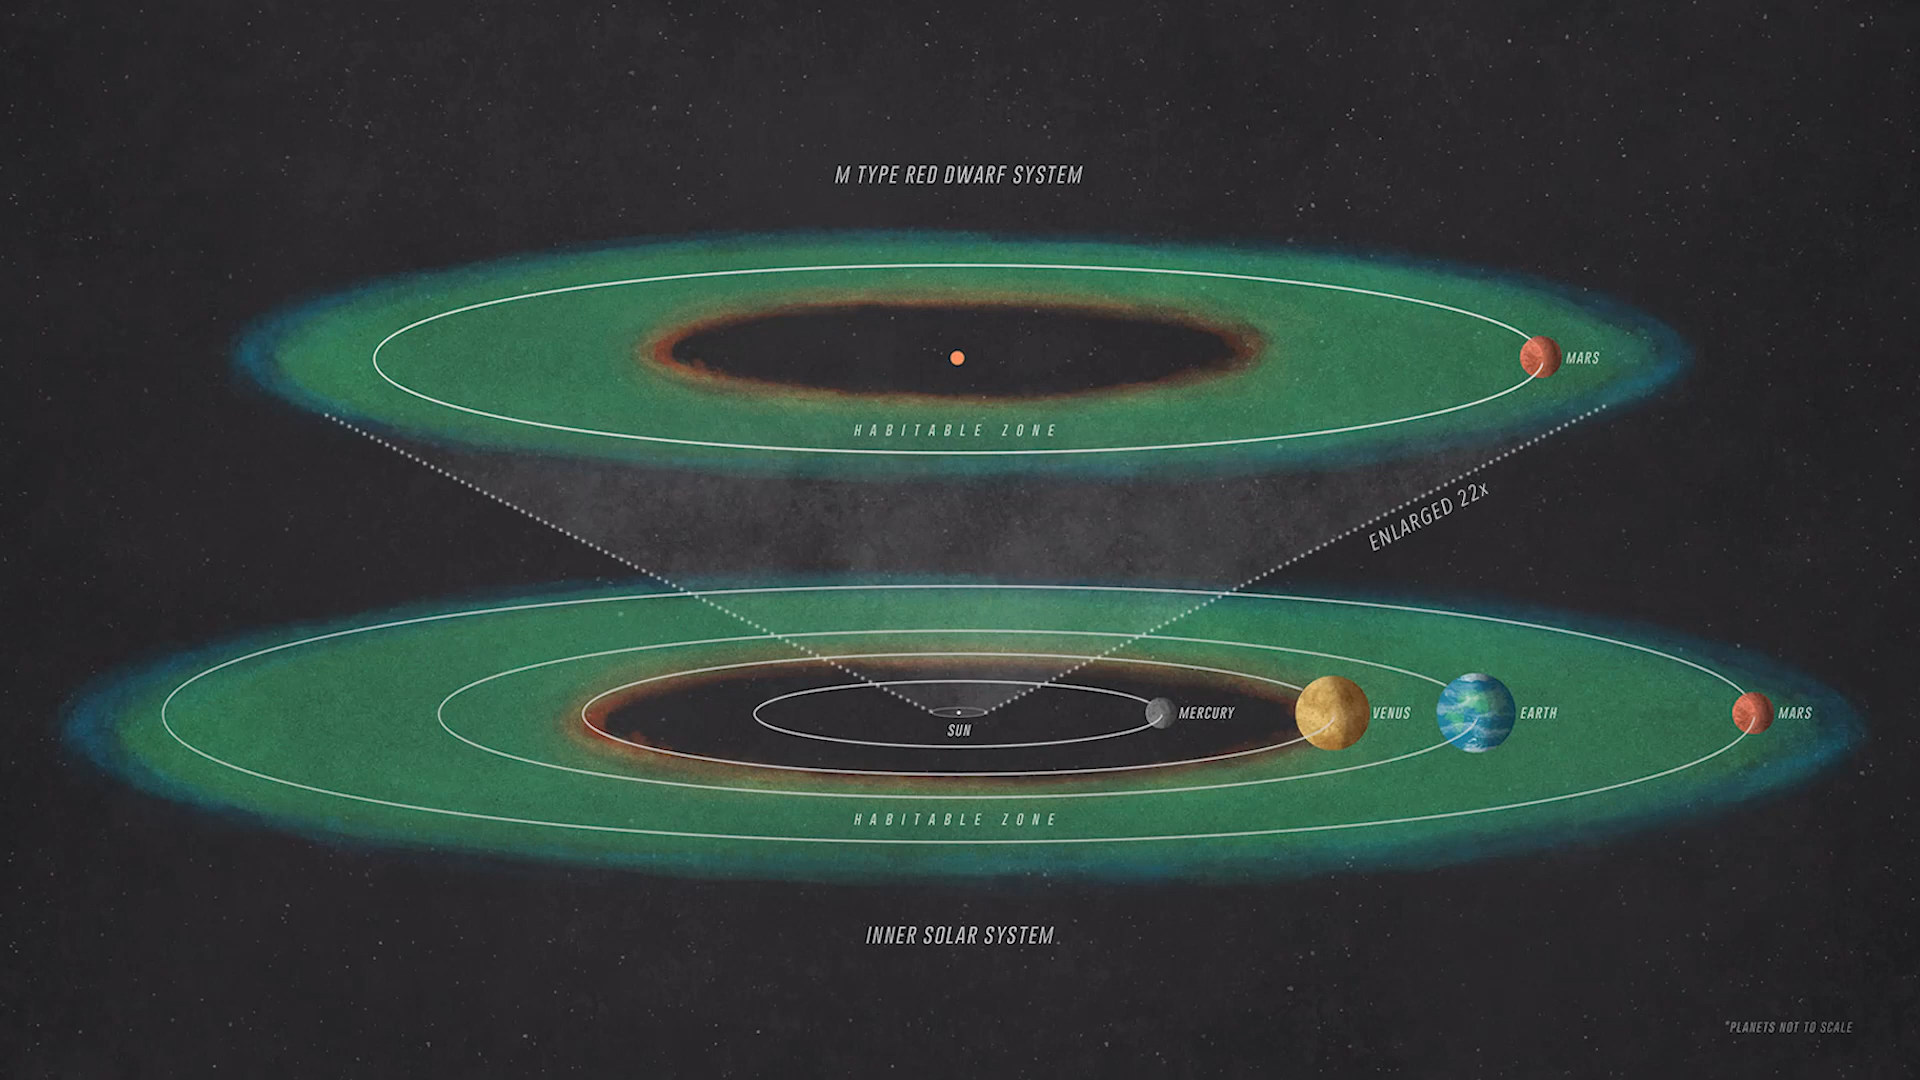 M TYPE RED DWARF SYSTEM
MARS
HABITABLE ZONE
ENLARGED 22x
MERCURY
VENUS
EARTH
MARS
SUN
HABITABLE ZONE
INNER SOLAR SYSTEM
*PLANETS NOT TO SCALE